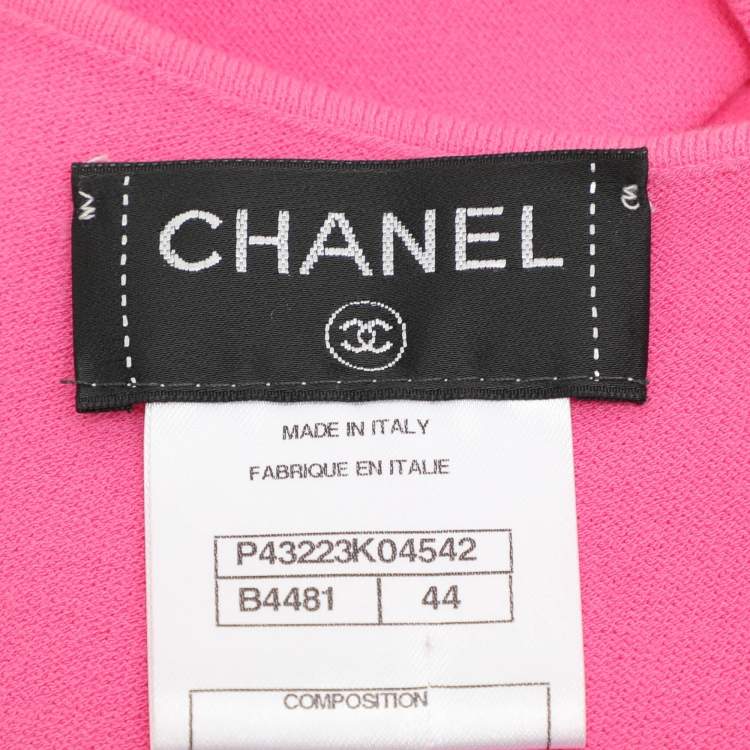 CHANEL
MADE IN ITALY
FABRIQUE EN ITALIE
P43223K04542
B4481 44
COMPOSITION